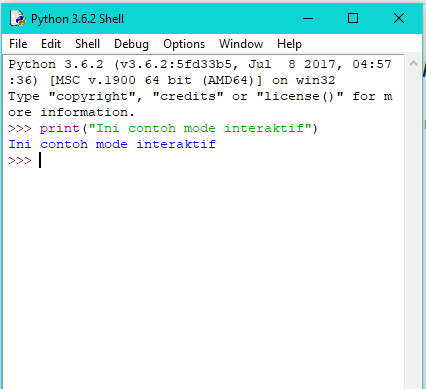 Python 3.6.2 Shell
File Edit Shell Debug Options Window Help
Python 3.6.2 (v3.6.2:5fd33b5, Jul  8 2017, 04:57
:36) [MSC v.1900 64 bit (AMD64)] on win32
Type "copyright", "credits" or "license()" for m
ore information.
>>> print("Ini contoh mode interaktif")
Ini contoh mode interaktif
>>>